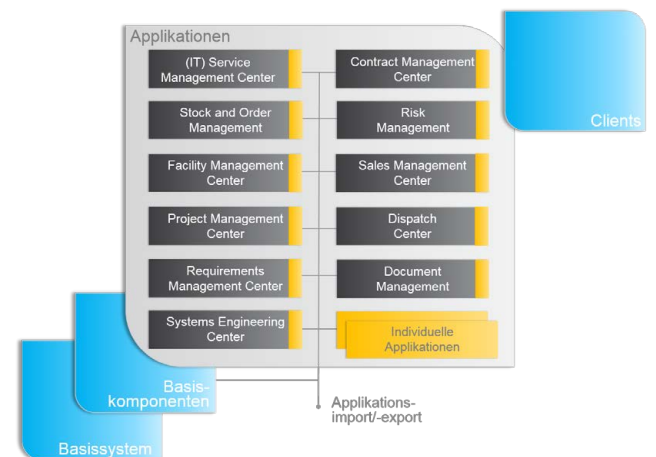 Applikationen
(IT) Service
Management Center
Contract Management
Center
Stock and Order
Management
Risk
Management
Facility Management
Center
Sales Management
Center
Project Management
Center
Dispatch
Center
Requirements
Management Center
Document
Management
Systems Engineering
Center
Individuelle
Applikationen
Clients
Basis-
komponenten
Basissystem
Applikations-
import/-export